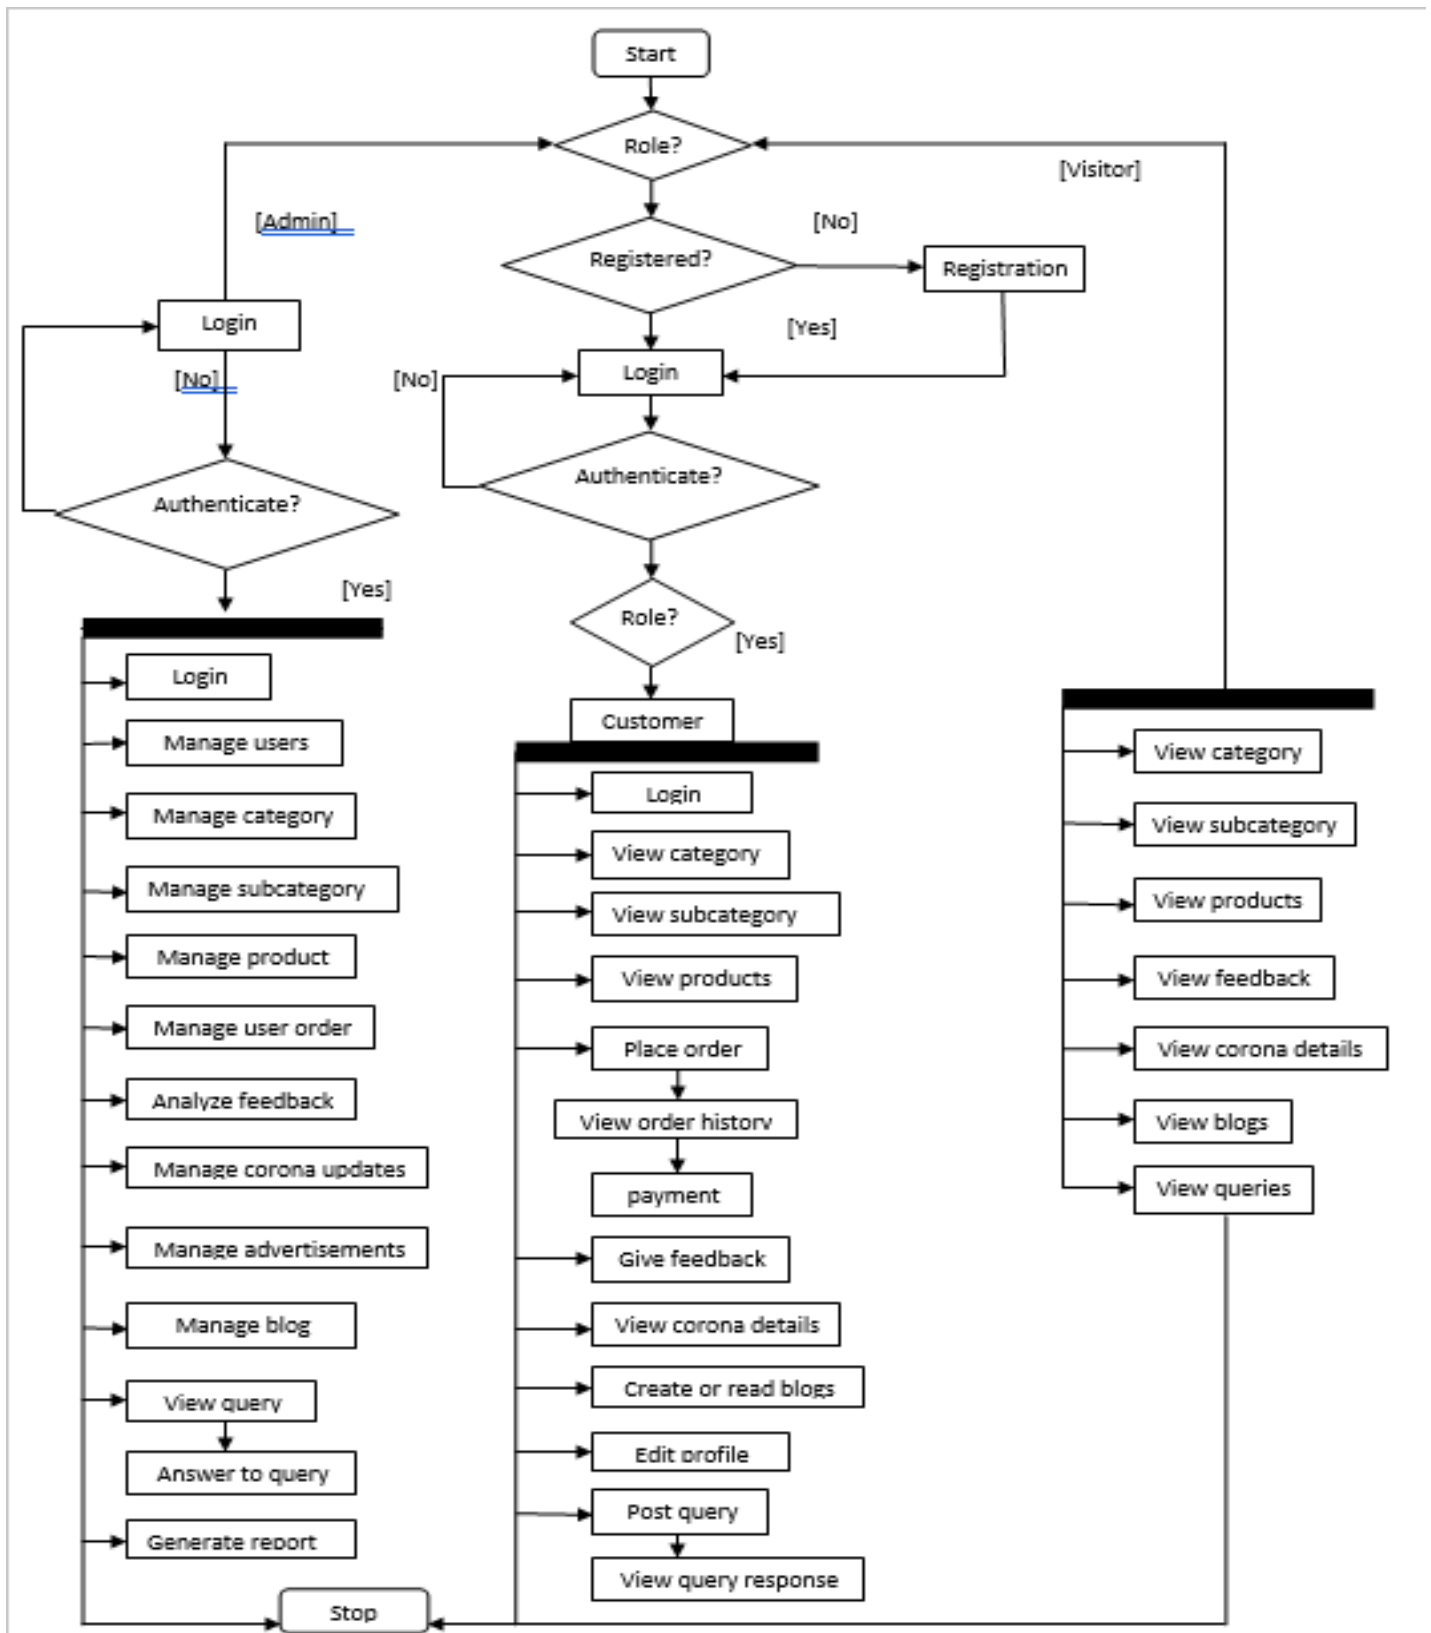 Start
Role?
[Visitor]
[Admin]
[No]
Registered?
Registration
Login
[Yes]
Login
[No]
[No]
Authenticate?
Authenticate?
[Yes]
Role?
[Yes]
Login
Manage users
Manage category
Manage subcategory
Manage product
Manage user order
Analyze feedback
Manage corona updates
Manage advertisements
Manage blog
View query
Answer to query
Generate report
Customer
Login
View category
View subcategory
View products
Place order
View order history
payment
Give feedback
View corona details
Create or read blogs
Edit profile
Post query
View query response
View category
View subcategory
View products
View feedback
View corona details
View blogs
View queries
Stop